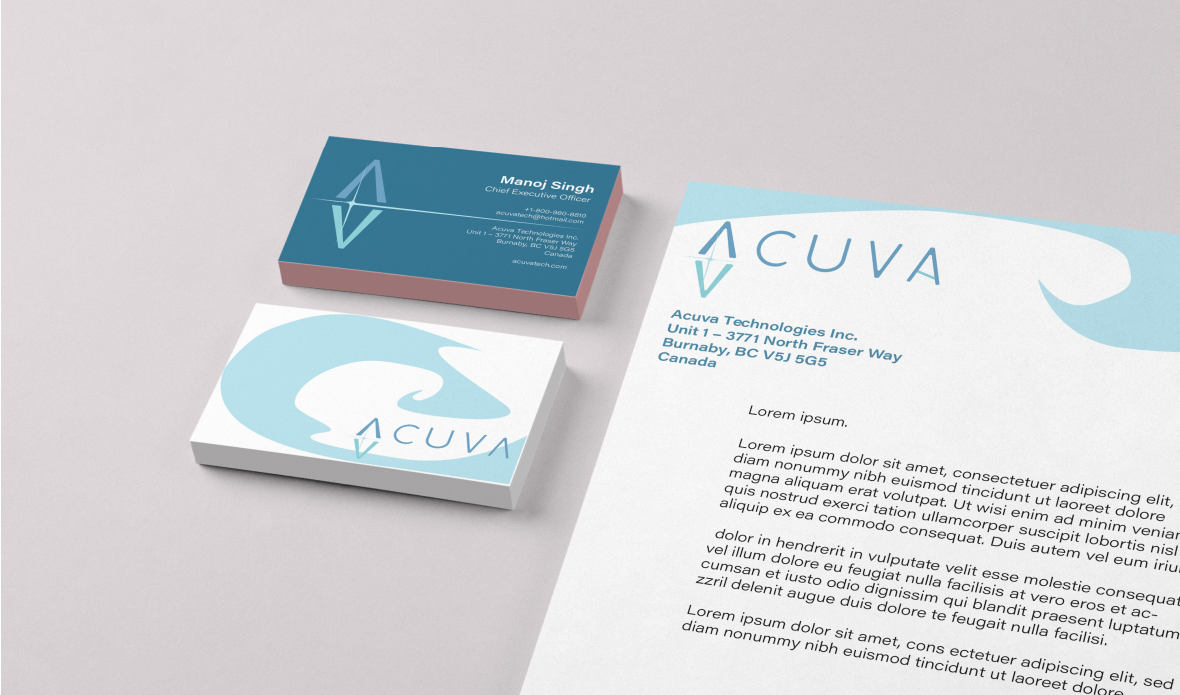 Manoj Singh
Chief Executive Officer
+1-800-980-8810
acuvatech@hotmail.com
Acuva Technologies Inc.
Unit 1 – 3771 North Fraser Way
Burnaby, BC V5J 5G5
Canada
acuvatech.com
ACUVA
ACUVA
Acuva Technologies Inc.
Unit 1 – 3771 North Fraser Way
Burnaby, BC V5J 5G5
Canada
Lorem ipsum.
Lorem ipsum dolor sit amet, consectetuer adipiscing elit,
diam nonummy nibh euismod tincidunt ut laoreet dolore
magna aliquam erat volutpat. Ut wisi enim ad minim veniam
quis nostrud exerci tation ullamcorper suscipit lobortis nisl
aliquip ex ea commodo consequat. Duis autem vel eum iriu
dolor in hendrerit in vulputate velit esse molestie consequat
vel illum dolore eu feugiat nulla facilisis at vero eros et ac-
cumsan et iusto odio dignissim qui blandit praesent luptatum
zzril delenit augue duis dolore te feugait nulla facilisi.
Lorem ipsum dolor sit amet, cons ectetuer adipiscing elit, sed
diam nonummy nibh euismod tincidunt ut laoreet dolore